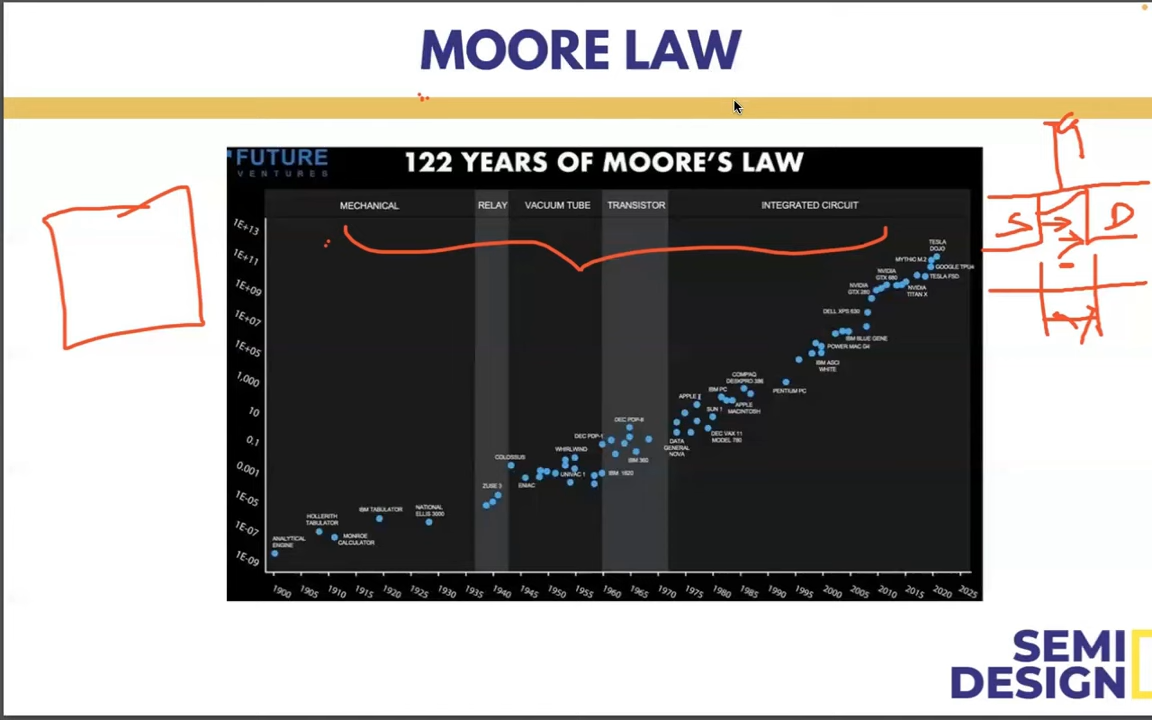 MOORE LAW
FUTURE
VENTURES
122 YEARS OF MOORE'S LAW
MECHANICAL
RELAY
VACUUM TUBE
TRANSISTOR
INTEGRATED CIRCUIT
1E+13
1E+11
1E+09
1E+07
1E+05
1,000
10
0.1
0.001
1E-05
1E-07
1E-09
ANALYTICAL
ENGINE
HOLLERITH
TABULATOR
MONROE
CALCULATOR
IBM TABULATOR
NATIONAL
ELLIS 3000
ZUSE 3
COLOSSUS
ENIAC
WHIRLWIND
UNIVAC 1
DEC PDP-1
IBM 1620
DEC PDP-8
IBM 360
DATA
GENERAL
NOVA
APPLE II
DEC VAX 11
MODEL 780
SUN 1
IBM PC
COMPAQ
DESKPRO 386
APPLE
MACINTOSH
PENTIUM PC
IBM ASCI
WHITE
POWER MAC G4
IBM BLUE GENE
DELL XPS 630
NVIDIA
GTX 280
NVIDIA
GTX 680
NVIDIA
TITAN X
MYTHIC M.2
TESLA
DOJO
GOOGLE TPU4
TESLA FSD
1900
1905
1910
1915
1920
1925
1930
1935
1940
1945
1950
1955
1960
1965
1970
1975
1980
1985
1990
1995
2000
2005
2010
2015
2020
2025
G
S
D
SEMI
DESIGN